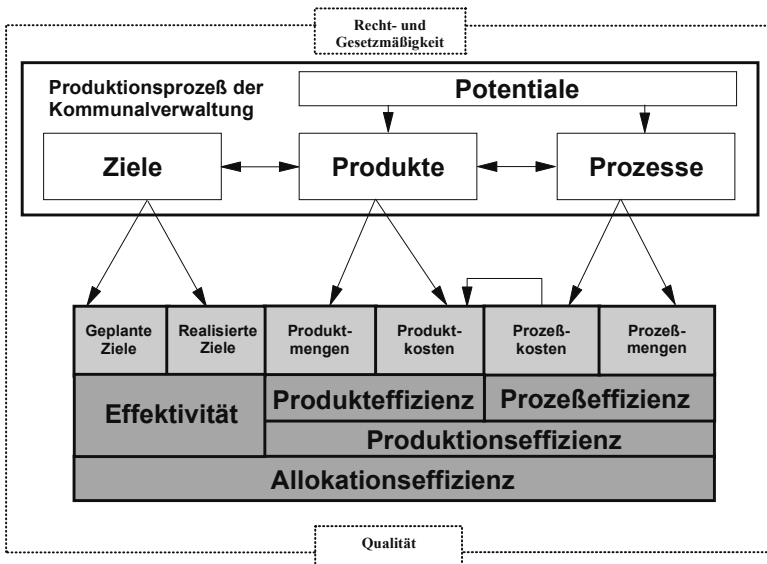 Recht- und
Gesetzmäßigkeit
Produktionsprozeß der
Kommunalverwaltung
Potentiale
Ziele
Produkte
Prozesse
Geplante
Ziele
Realisierte
Ziele
Produkt-
mengen
Produkt-
kosten
Prozeß-
kosten
Prozeß-
mengen
Effektivität
Produkteffizienz
Prozeßeffizienz
Produktionseffizienz
Allokationseffizienz
Qualität